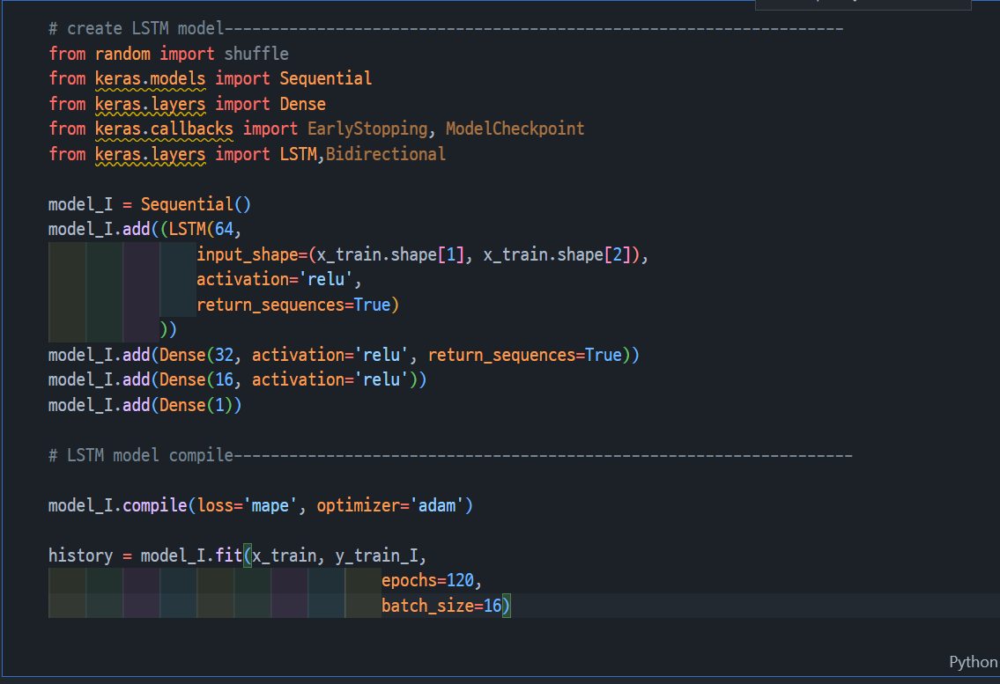 # create LSTM model-------------------------------------------------------------------
from random import shuffle
from keras.models import Sequential
from keras.layers import Dense
from keras.callbacks import EarlyStopping, ModelCheckpoint
from keras.layers import LSTM,Bidirectional
model_I = Sequential()
model_I.add((LSTM(64,
input_shape=(x_train.shape[1], x_train.shape[2]),
activation='relu',
return_sequences=True)
))
model_I.add(Dense(32, activation='relu', return_sequences=True))
model_I.add(Dense(16, activation='relu'))
model_I.add(Dense(1))
# LSTM model compile-------------------------------------------------------------------
model_I.compile(loss='mape', optimizer='adam')
history = model_I.fit(x_train, y_train_I,
epochs=120,
batch_size=16)
Python